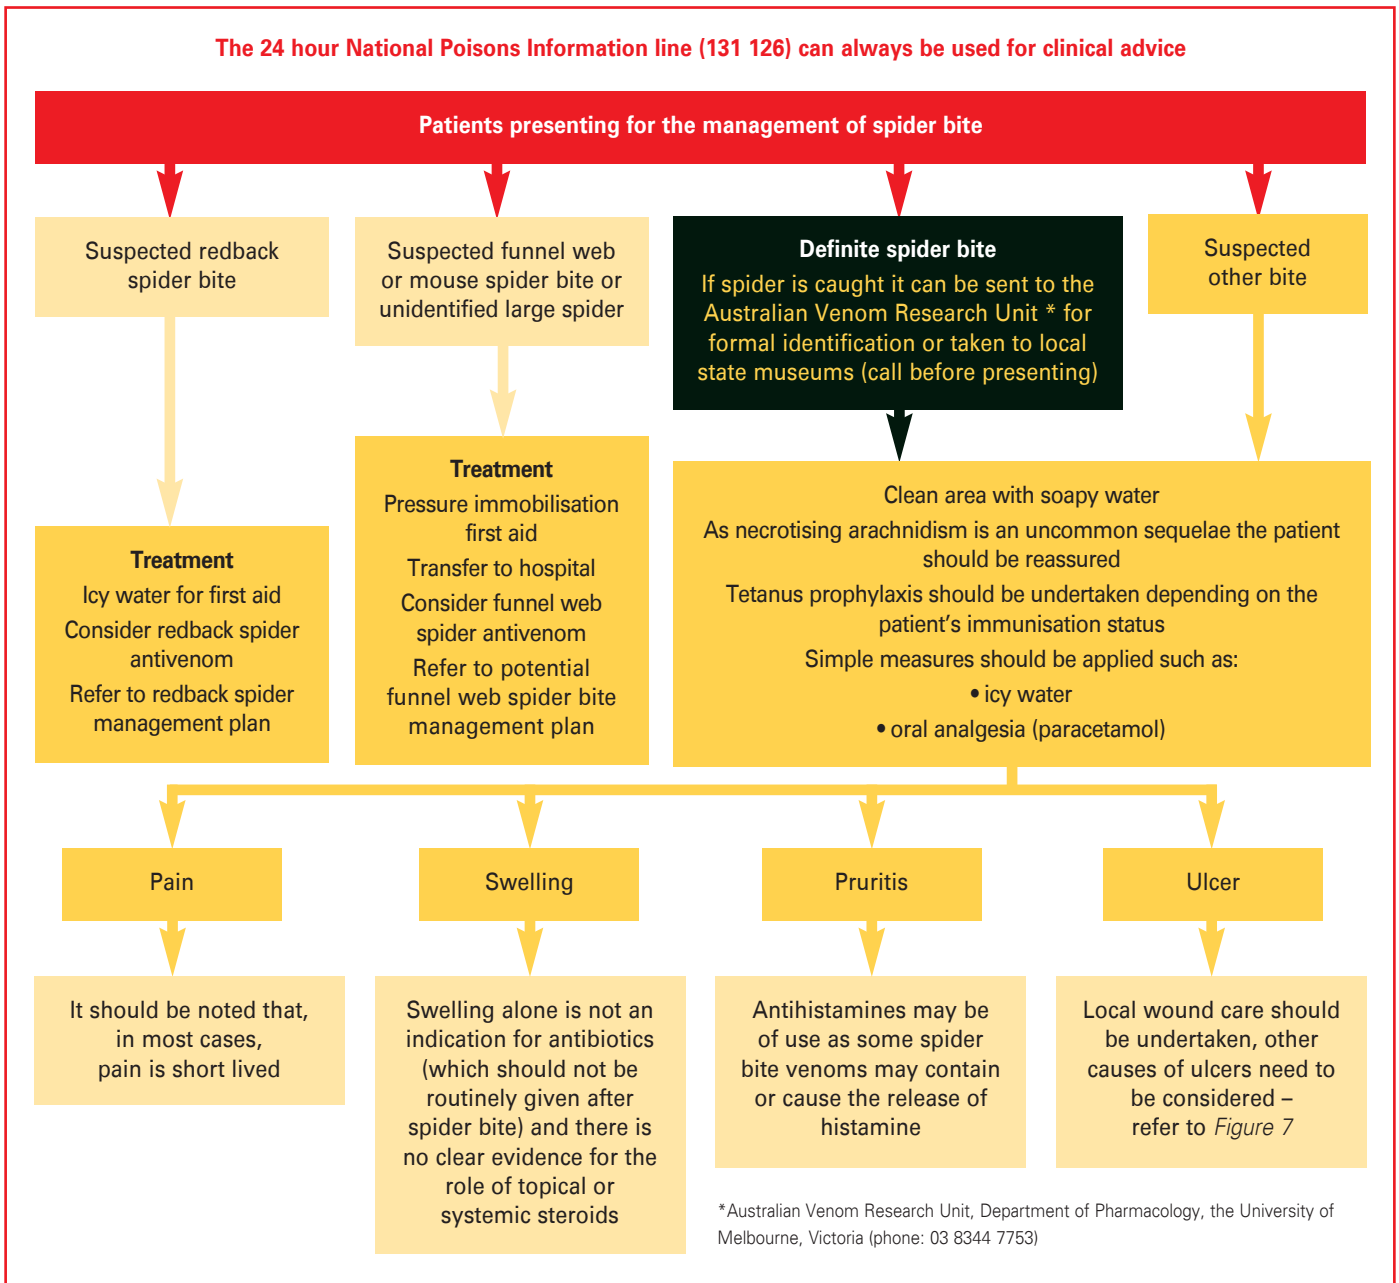 The 24 hour National Poisons Information line (131 126) can always be used for clinical advice
Patients presenting for the management of spider bite
Suspected redback
spider bite
Suspected funnel web
or mouse spider bite or
unidentified large spider
Definite spider bite
If spider is caught it can be sent to the
Australian Venom Research Unit * for
formal identification or taken to local
state museums (call before presenting)
Suspected
other bite
Treatment
Icy water for first aid
Consider redback spider
antivenom
Refer to redback spider
management plan
Treatment
Pressure immobilisation
first aid
Transfer to hospital
Consider funnel web
spider antivenom
Refer to potential
funnel web spider bite
management plan
Clean area with soapy water
As necrotising arachnidism is an uncommon sequelae the patient
should be reassured
Tetanus prophylaxis should be undertaken depending on the
patient's immunisation status
Simple measures should be applied such as:
• icy water
• oral analgesia (paracetamol)
Pain
Swelling
Pruritis
Ulcer
It should be noted that,
in most cases,
pain is short lived
Swelling alone is not an
indication for antibiotics
(which should not be
routinely given after
spider bite) and there is
no clear evidence for the
role of topical or
systemic steroids
Antihistamines may be
of use as some spider
bite venoms may contain
or cause the release of
histamine
Local wound care should
be undertaken, other
causes of ulcers need to
be considered –
refer to Figure 7
*Australian Venom Research Unit, Department of Pharmacology, the University of
Melbourne, Victoria (phone: 03 8344 7753)